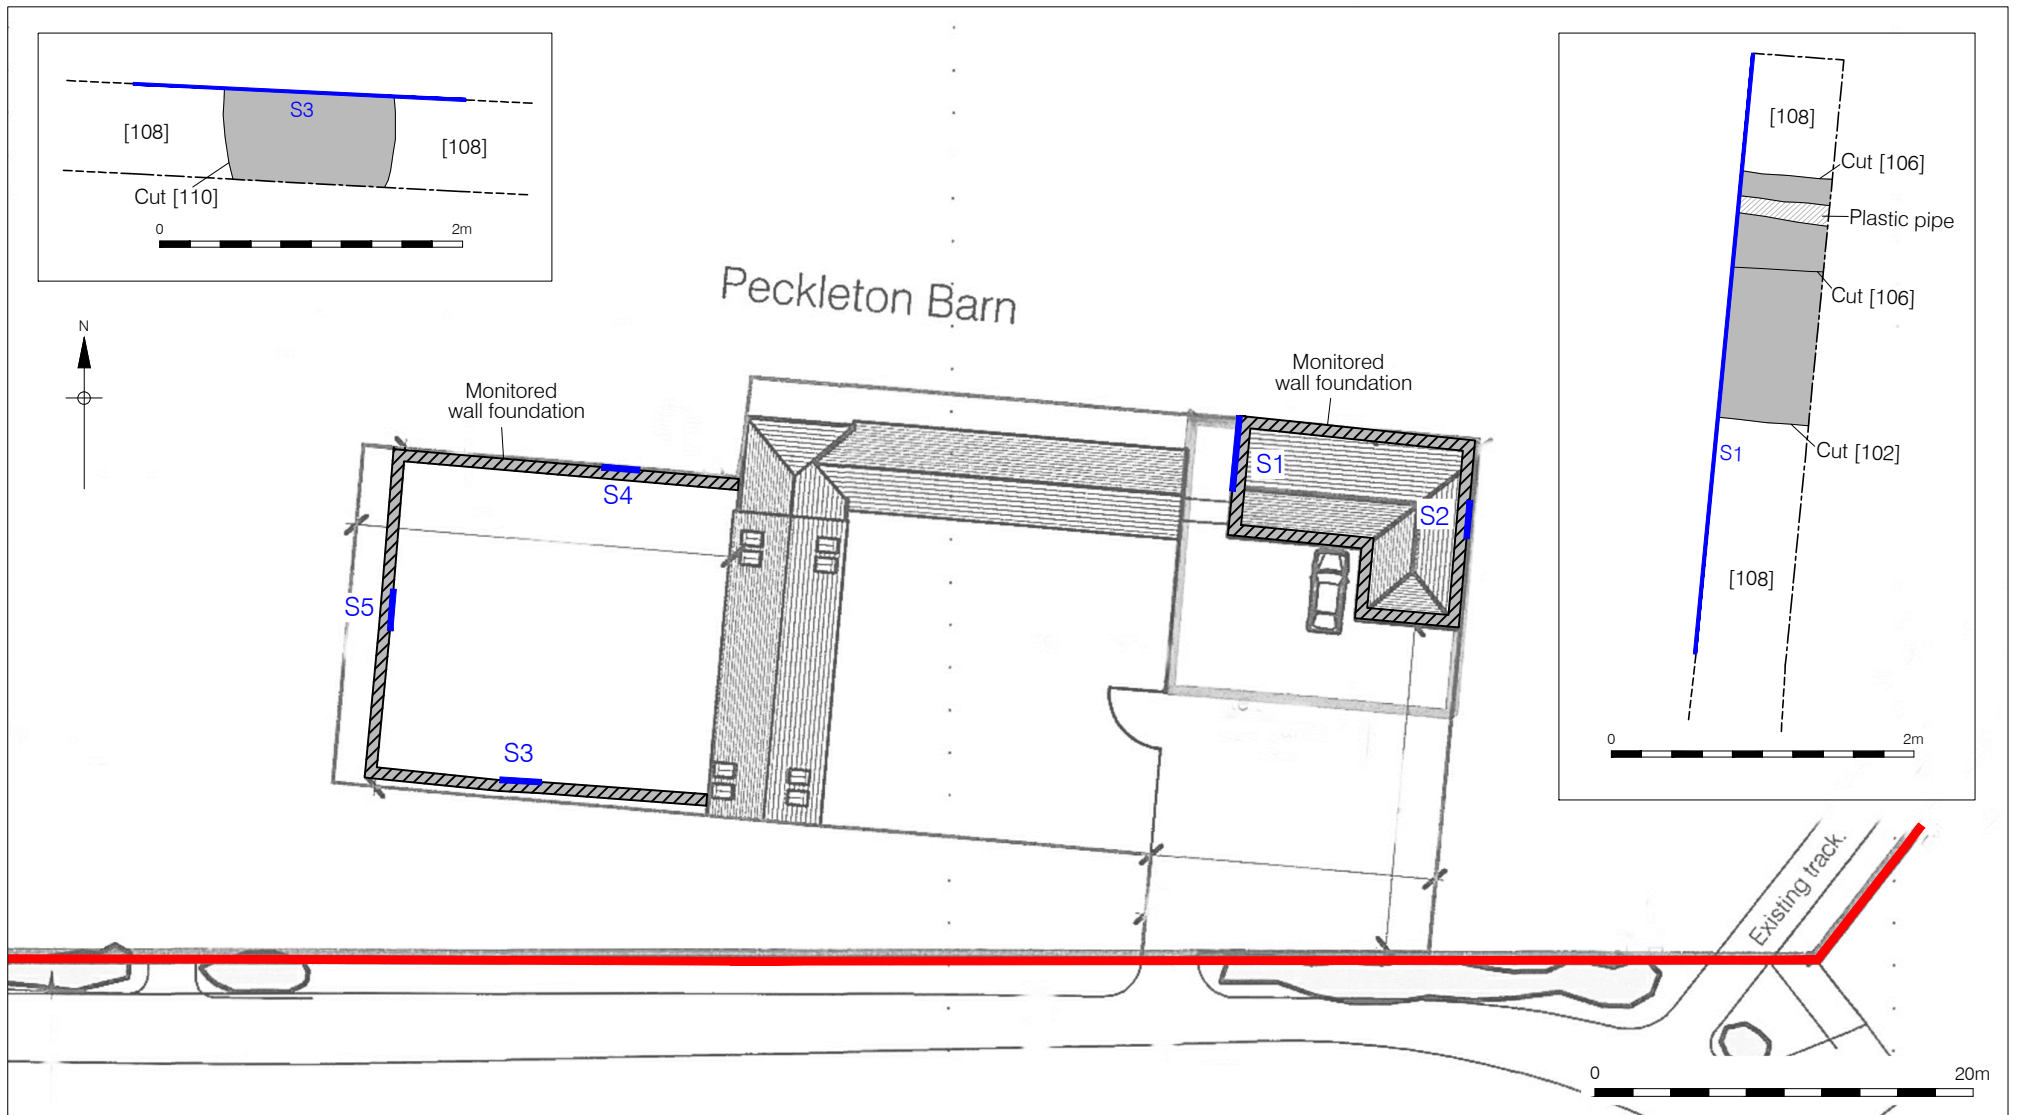 S3
[108]
[108]
Cut [110]
0
2m
N
Peckleton Barn
Monitored
wall foundation
Monitored
wall foundation
S4
S1
S2
S5
S3
[108]
Cut [106]
Plastic pipe
Cut [106]
S1
Cut [102]
[108]
0
2m
Existing track.
0
20m